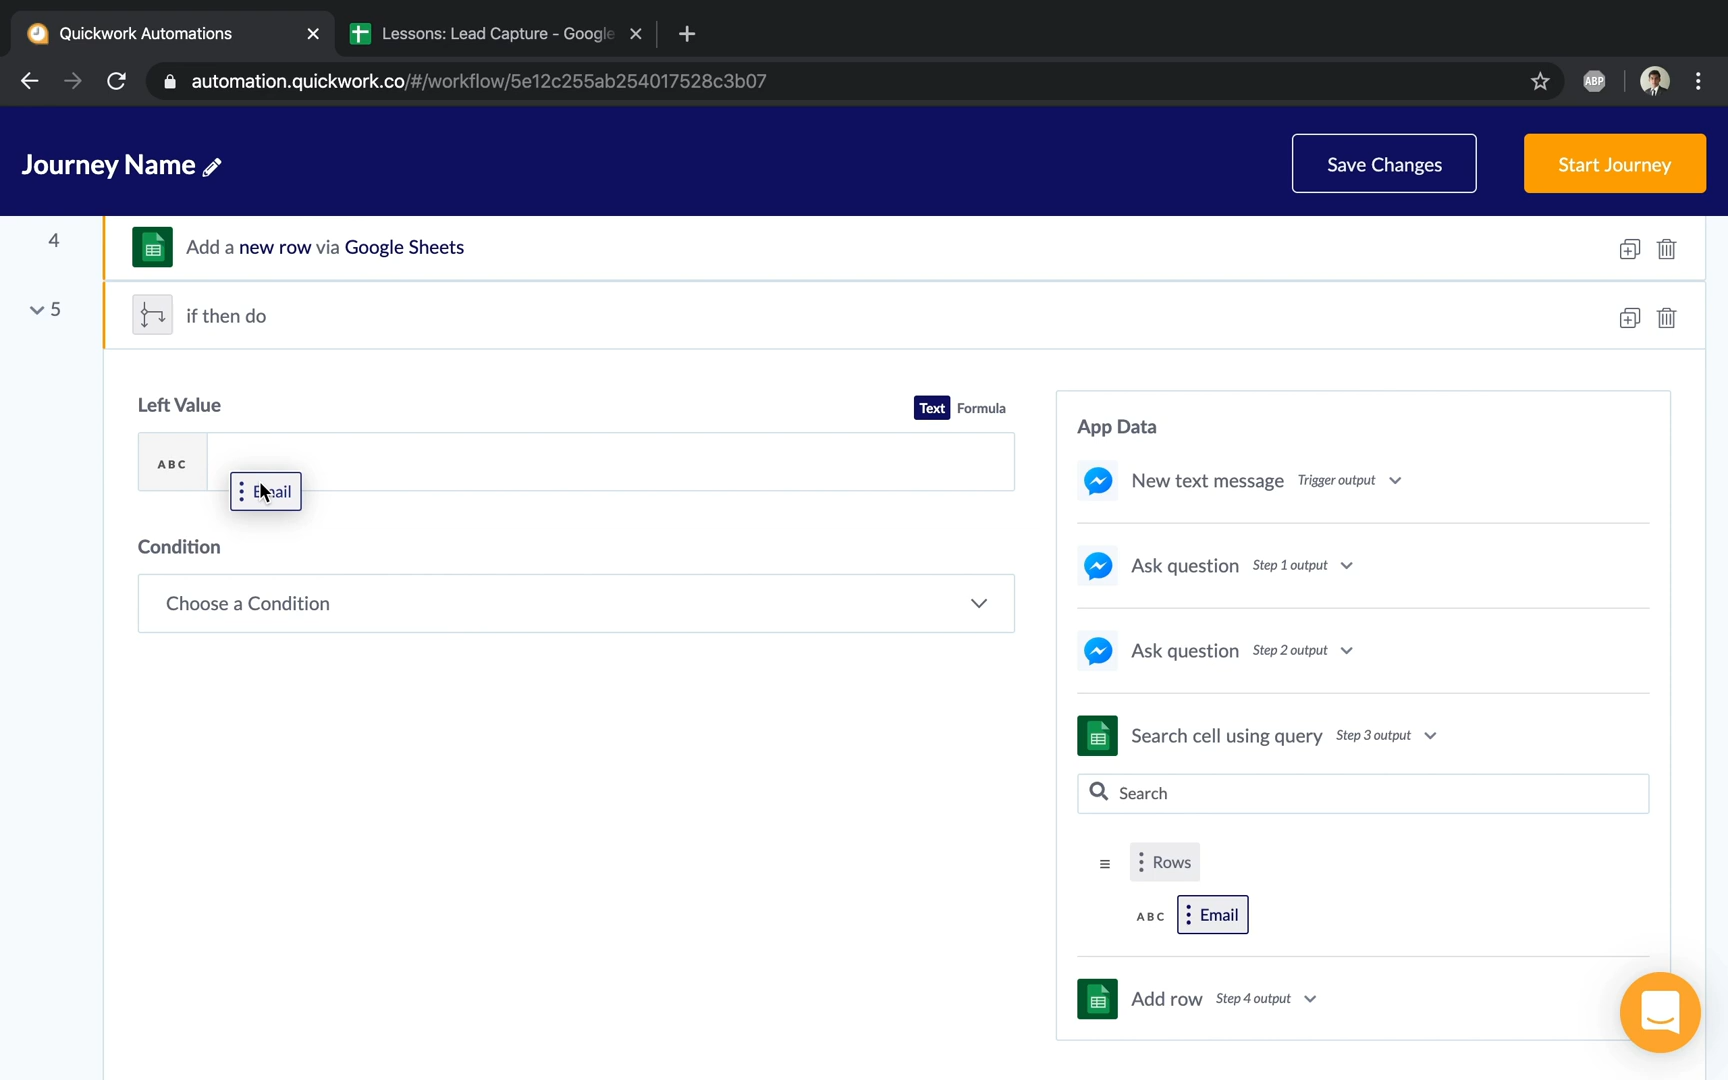 Quickwork Automations
Lessons: Lead Capture - Google
automation.quickwork.co/#/workflow/5e12c255ab254017528c3b07
ABP
Journey Name
Save Changes
Start Journey
4
Add a new row via Google Sheets
5
if then do
Left Value
Text Formula
ABC
Email
Condition
Choose a Condition
App Data
New text message Trigger output
Ask question Step 1 output
Ask question Step 2 output
Search cell using query Step 3 output
Search
Rows
ABC Email
Add row Step 4 output